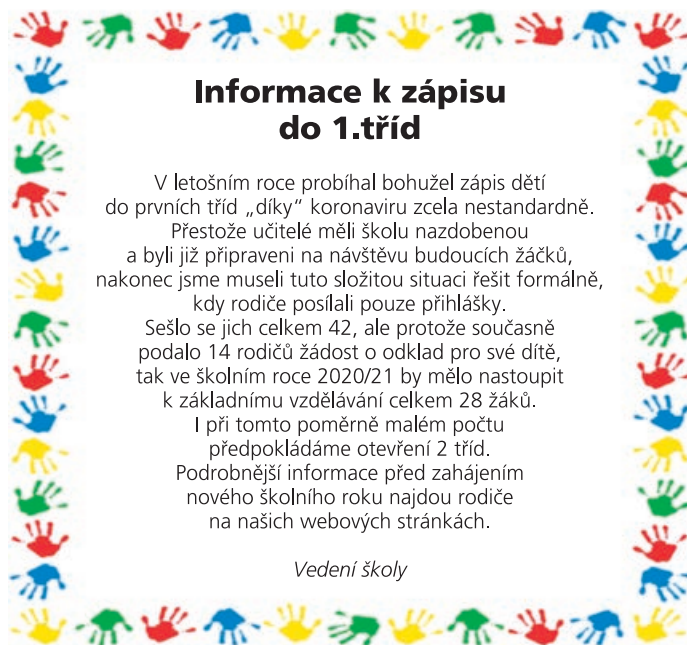 Informace k zápisu
do 1.tříd
V letošním roce probíhal bohužel zápis dětí
do prvních tříd „díky“ koronaviru zcela nestandardně.
Přestože učitelé měli školu nazdobenou
a byli již připraveni na návštěvu budoucích žáčků,
nakonec jsme museli tuto složitou situaci řešit formálně,
kdy rodiče posílali pouze přihlášky.
Sešlo se jich celkem 42, ale protože současně
podalo 14 rodičů žádost o odklad pro své dítě,
tak ve školním roce 2020/21 by mělo nastoupit
k základnímu vzdělávání celkem 28 žáků.
I při tomto poměrně malém počtu
předpokládáme otevření 2 tříd.
Podrobnější informace před zahájením
nového školního roku najdou rodiče
na našich webových stránkách.
Vedení školy